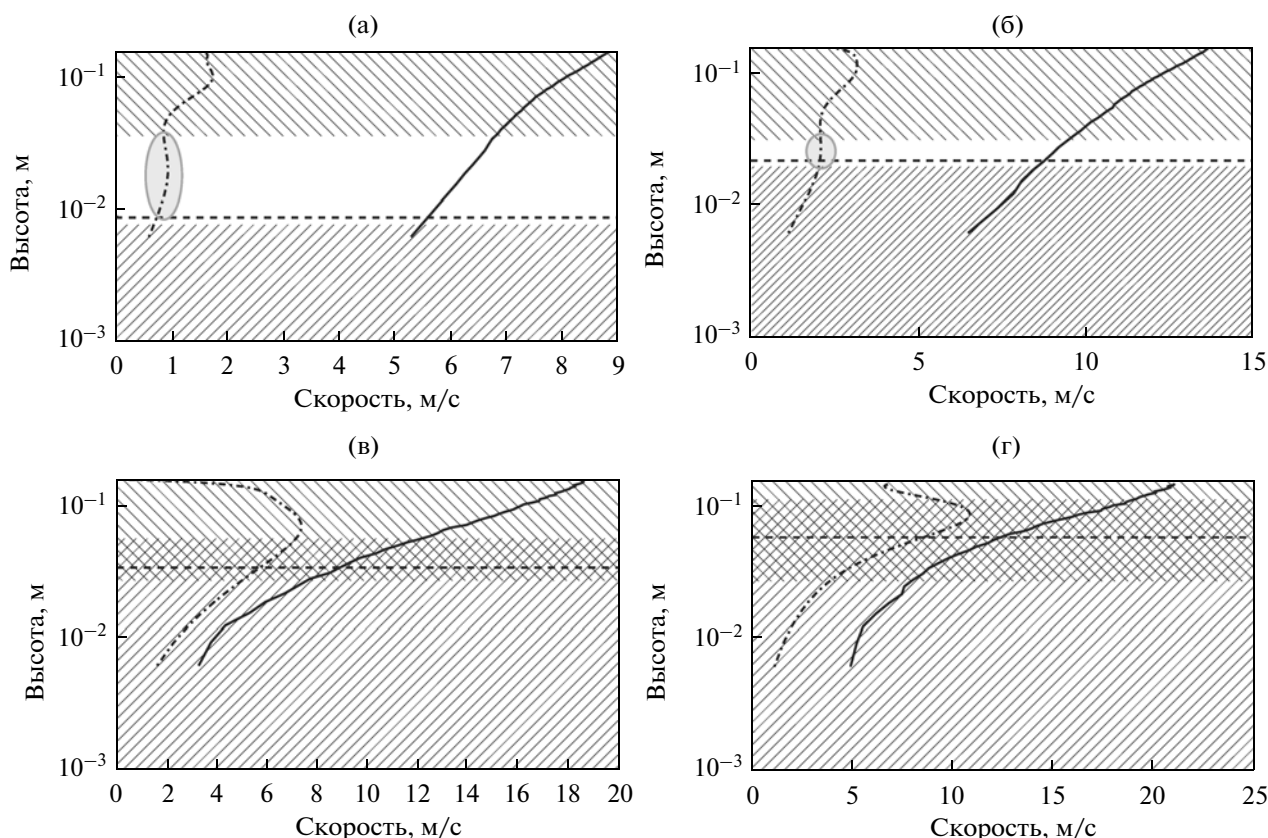 (а)
Высота, м
10−1
10−2
10−3
0 1 2 3 4 5 6 7 8 9
Скорость, м/с
(б)
Высота, м
10−1
10−2
10−3
0 5 10 15
Скорость, м/с
(в)
Высота, м
10−1
10−2
10−3
0 2 4 6 8 10 12 14 16 18 20
Скорость, м/с
(г)
Высота, м
10−1
10−2
10−3
0 5 10 15 20 25
Скорость, м/с